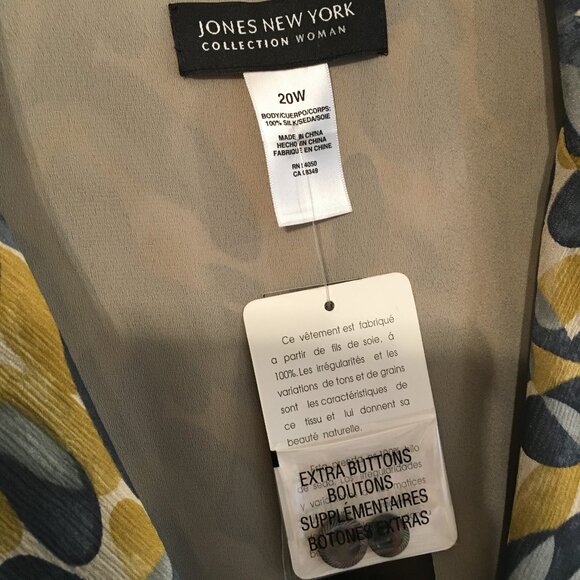 JONES NEW YORK
COLLECTION WOMAN
20W
BODY/CUERPO/CORPS:
100% SILK/SEDA/SOIE
MADE IN CHINA
HECHO EN CHINA
FABRIQUE EN CHINE
RN
CA
Ce vêtement est fabriqué
a partir de fils de soie, á
100%. Les irrégularités et les
variations de tons et de grains
sont les caractéristiques de
ce tissu et lui donnent sa
beauté naturelle.
EXTRA BUTTONS
BOUTONS
SUPPLÉMENTAIRES
BOTONES EXTRAS